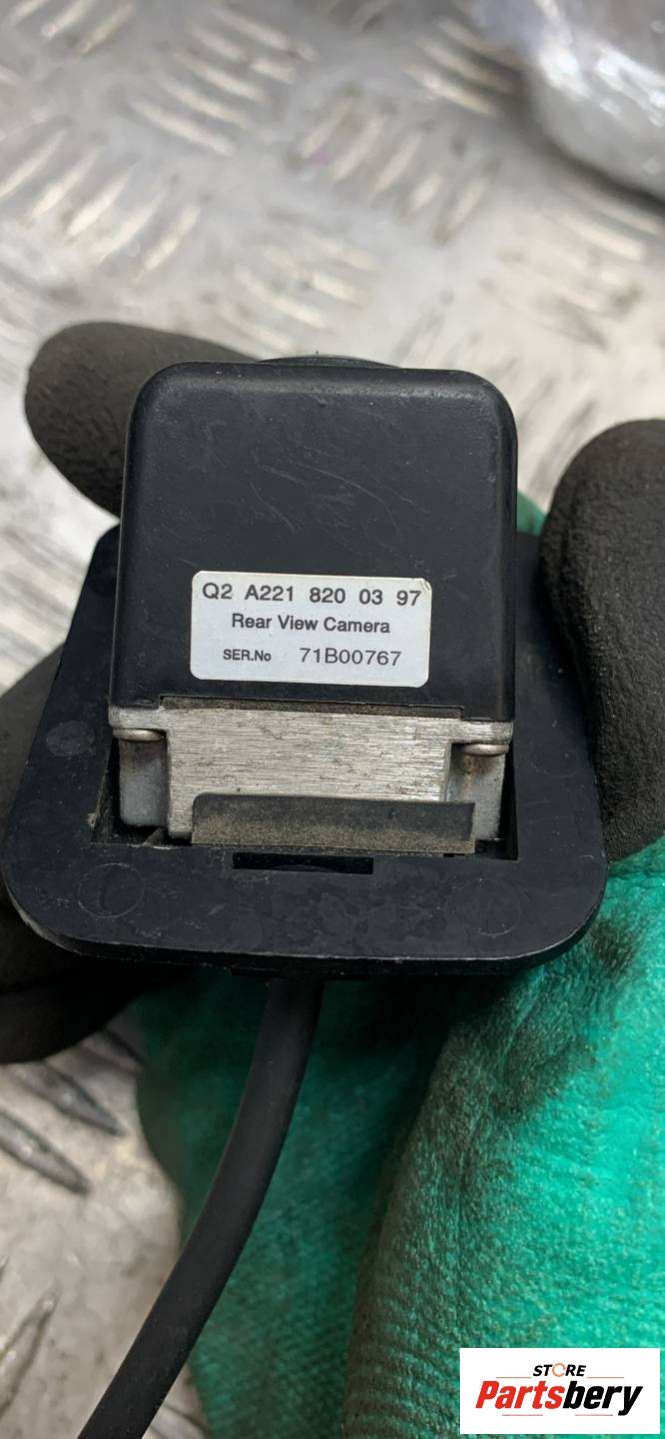 Q2 A221 820 03 97
Rear View Camera
SER.No 71B00767
STORE
Partsbery